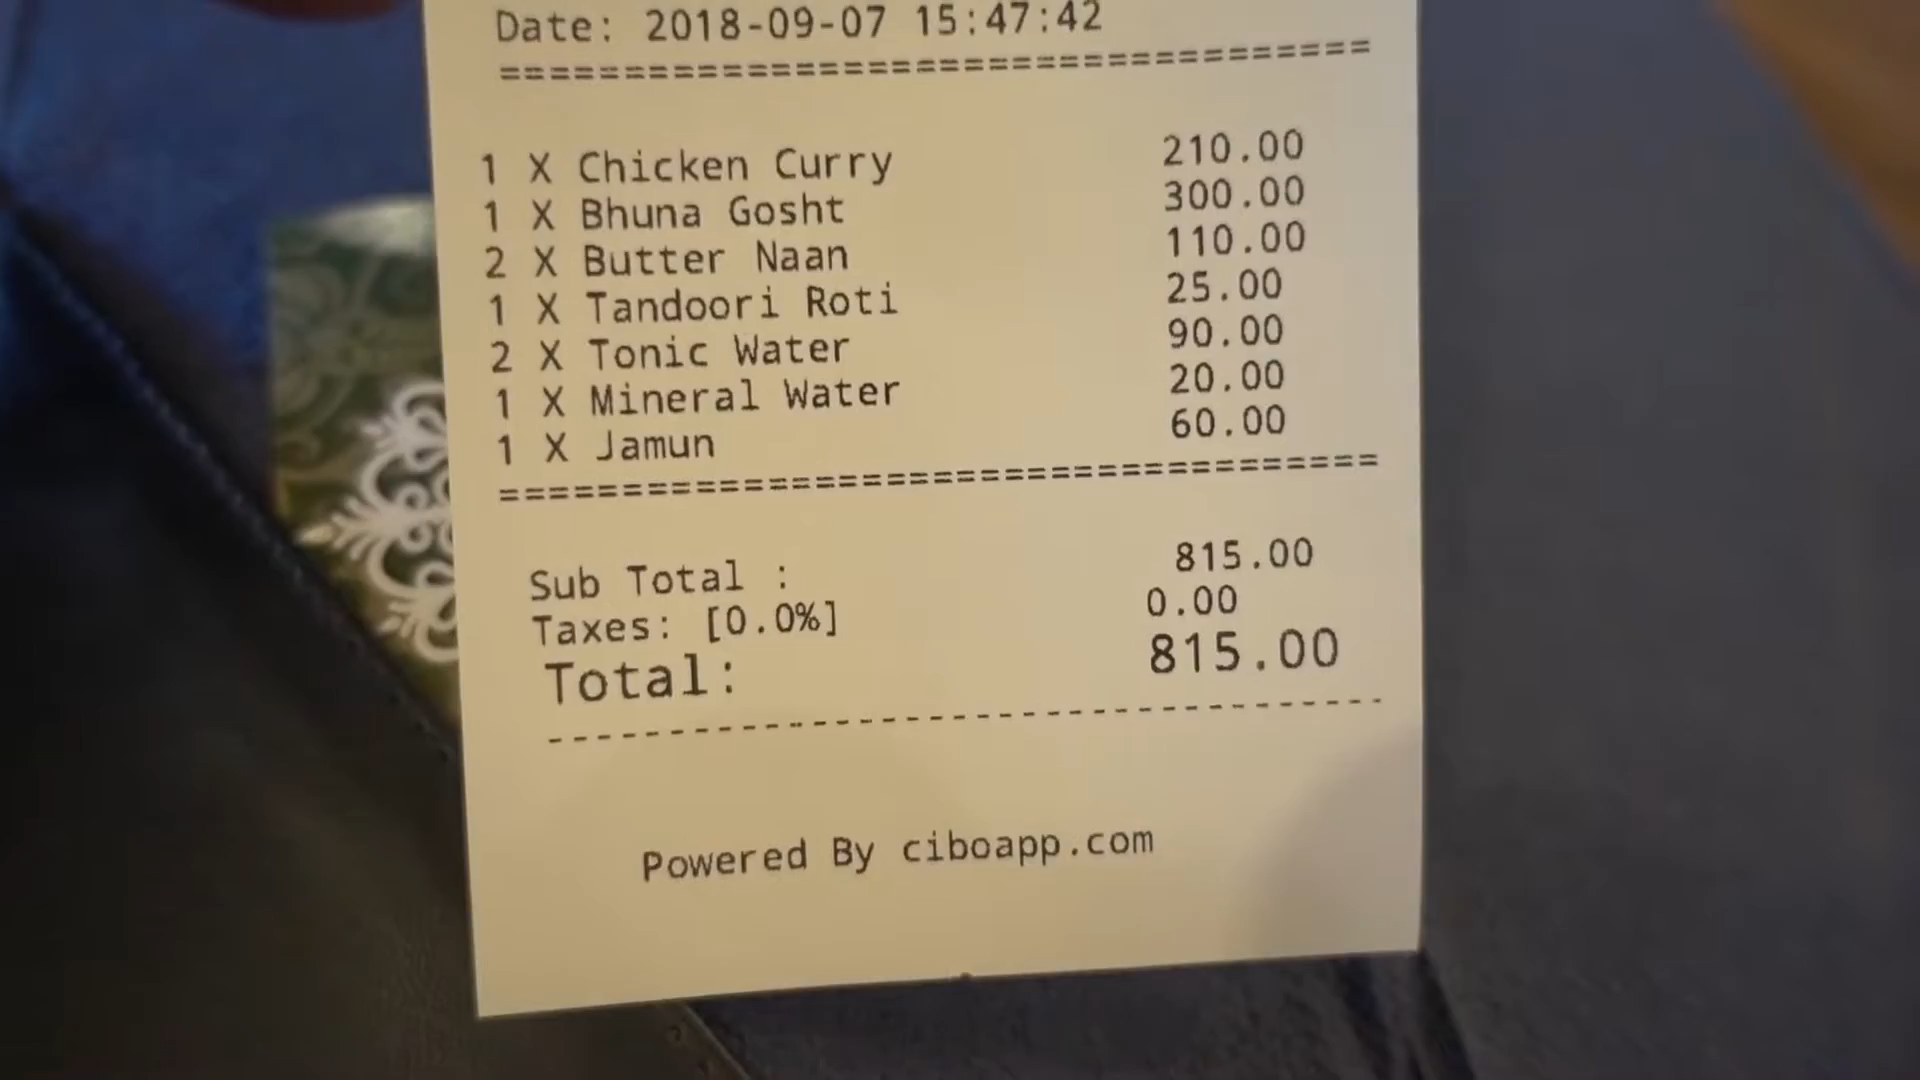 Date: 2018-09-07 15:47:42
===================================
1 X Chicken Curry 210.00
1 X Bhuna Gosht 300.00
2 X Butter Naan 110.00
1 X Tandoori Roti 25.00
2 X Tonic Water 90.00
1 X Mineral Water 20.00
1 X Jamun 60.00
===================================
Sub Total : 815.00
Taxes: [0.0%] 0.00
Total: 815.00
-----------------------------------
Powered By ciboapp.com